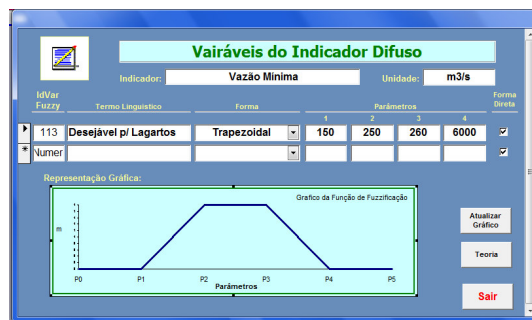 Vairáveis do Indicador Difuso
Indicador: Vazão Mínima Unidade: m3/s
IdVar Fuzzy Termo Linguistico Forma Parâmetros Forma Direta
1 2 3 4
113 Desejável p/ Lagartos Trapezoidal 150 250 260 6000
Numer
Representação Gráfica:
Grafico da Função de Fuzzificação
m
P0 P1 P2 P3 P4 P5
Parâmetros
Atualizar Gráfico
Teoria
Sair